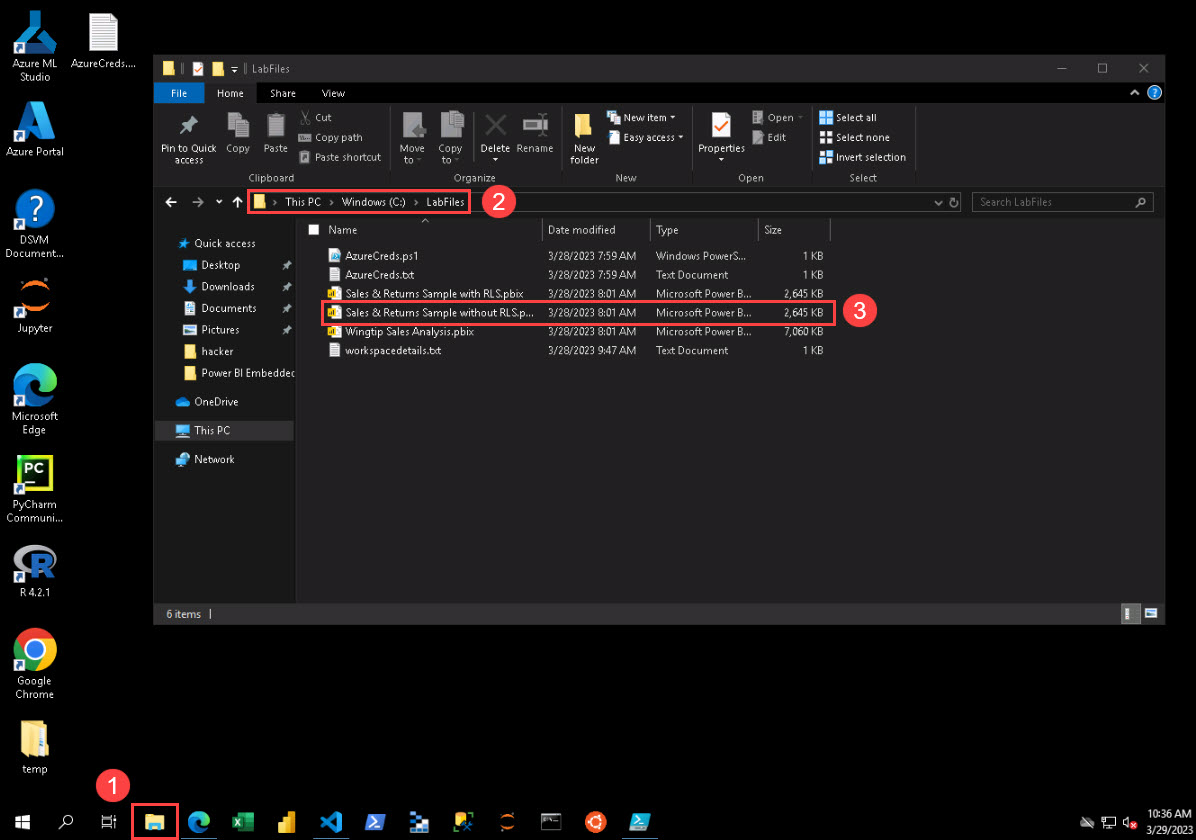 Azure ML
Studio
AzureCreds....
Azure Portal
DSVM
Document...
Jupyter
Microsoft
Edge
PC
PyCharm
Communi...
R 4.2.1
Google
Chrome
temp
LabFiles
File Home Share View
Pin to Quick
access
Copy
Paste
Cut
Copy path
Paste shortcut
Clipboard
Move
to
Copy
to
Delete
Rename
Organize
New
folder
New item
Easy access
New
Properties
Open
Edit
Open
Select all
Select none
Invert selection
Select
This PC › Windows (C:) › LabFiles
2
Search LabFiles
Quick access
Desktop
Downloads
Documents
Pictures
hacker
Power BI Embedded
OneDrive
This PC
Network
Name Date modified Type Size
AzureCreds.ps1 3/28/2023 7:59 AM Windows PowerS... 1 KB
AzureCreds.txt 3/28/2023 7:59 AM Text Document 1 KB
Sales & Returns Sample with RLS.pbix 3/28/2023 8:01 AM Microsoft Power B... 2,645 KB
Sales & Returns Sample without RLS.p... 3/28/2023 8:01 AM Microsoft Power B... 2,645 KB
3
Wingtip Sales Analysis.pbix 3/28/2023 8:01 AM Microsoft Power B... 7,060 KB
workspacedetails.txt 3/28/2023 9:47 AM Text Document 1 KB
6 items
1
10:36 AM
3/29/2023